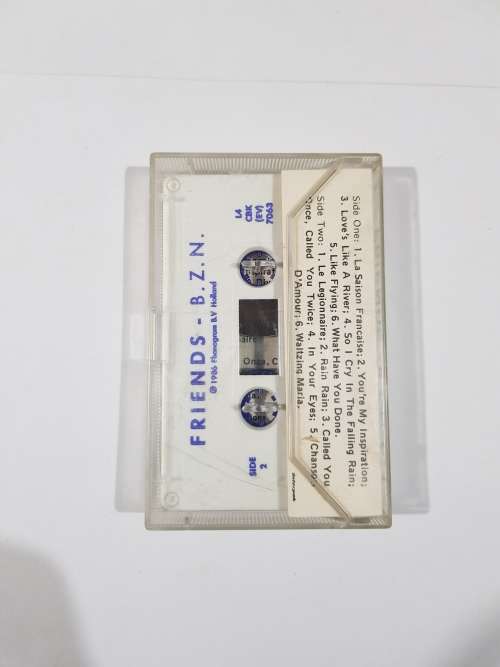 FRIENDS - B.Z.N.
℗ 1986 Phonogram B.V Holland
L4
CBK
(EV)
7063
SIDE
2
Side One: 1. La Saison Francaise; 2. You're My Inspiration;
3. Love's Like A River; 4. So I Cry In The Falling Rain;
5. Like Flying; 6. What Have You Done.
Side Two: 1. Le Legionnaire; 2. Rain Rain; 3. Called You
Once, Called You Twice; 4. In Your Eyes; 5 Chanson
D'Amour; 6. Waltzing Maria.